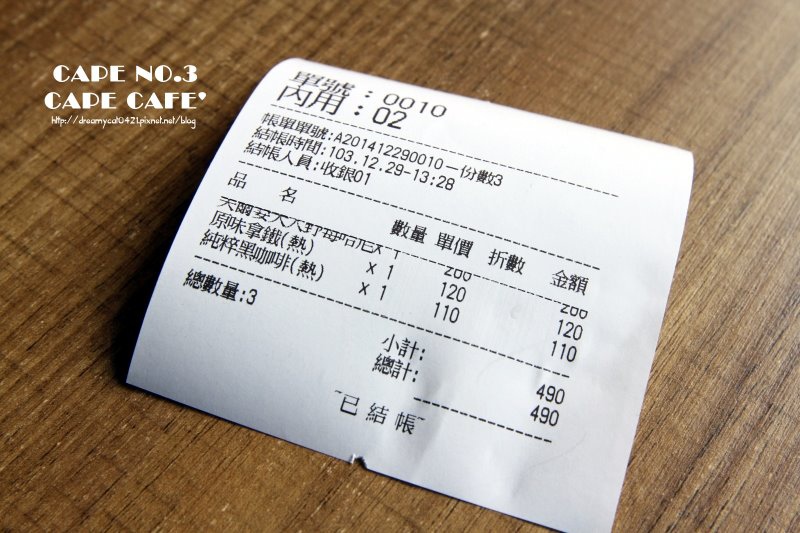 CAPE NO.3
CAPE CAFE'
http://dreamycat0421.pixnet.net/blog
單號:0010
內用:02
帳單單號:A201412290010-份數3
結帳時間:103.12.29-13:28
結帳人員:收銀01
品 名 數量 單價 折數 金額
x 1 260 260
原味拿鐵(熱) x 1 120 120
純粹黑咖啡(熱) x 1 110 110
總數量:3
小計: 490
總計: 490
已結帳